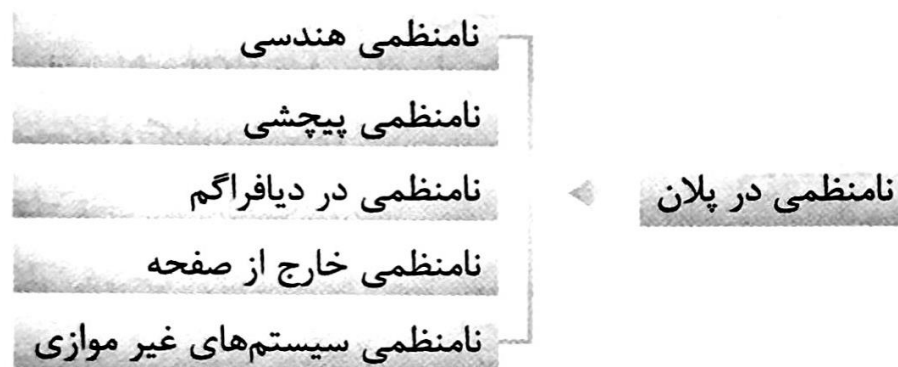 نامنظمی در پلان
نامنظمی هندسی
نامنظمی پیچشی
نامنظمی در دیافراگم
نامنظمی خارج از صفحه
نامنظمی سیستم‌های غیر موازی